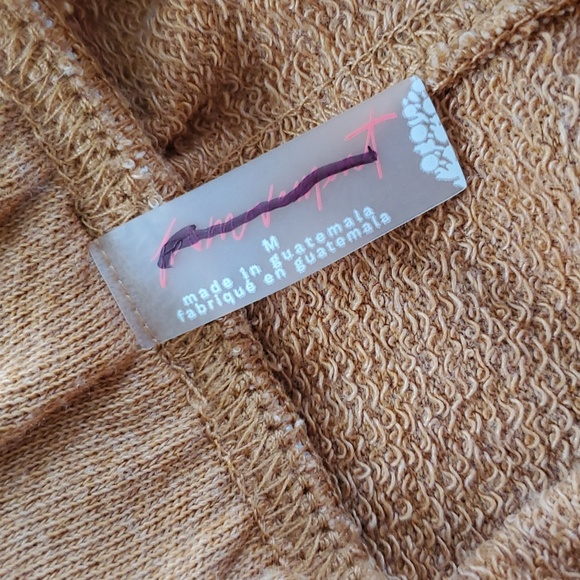 M
made in guatemala
fabriqué en guatemala